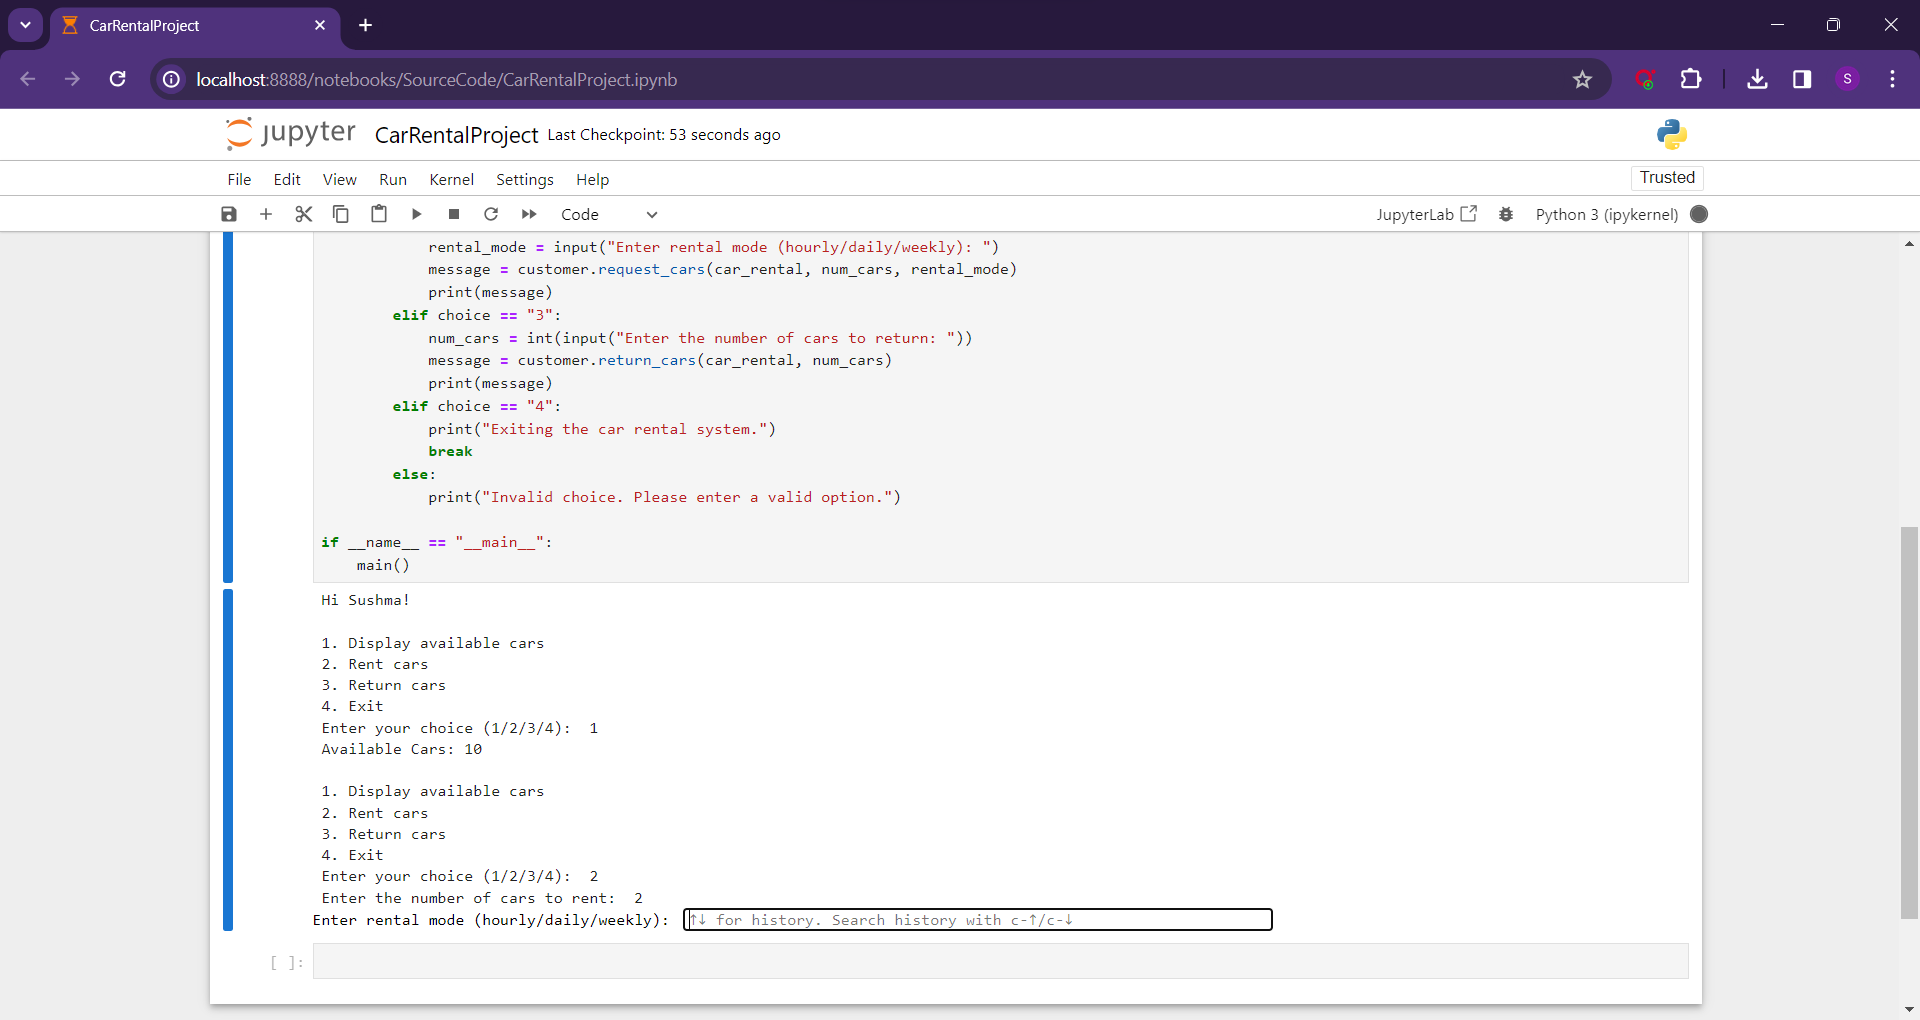 CarRentalProject
localhost:8888/notebooks/SourceCode/CarRentalProject.ipynb
S
jupyter CarRentalProject Last Checkpoint: 53 seconds ago
File Edit View Run Kernel Settings Help
Trusted
Code
JupyterLab
Python 3 (ipykernel)
rental_mode = input("Enter rental mode (hourly/daily/weekly): ")
message = customer.request_cars(car_rental, num_cars, rental_mode)
print(message)
elif choice == "3":
num_cars = int(input("Enter the number of cars to return: "))
message = customer.return_cars(car_rental, num_cars)
print(message)
elif choice == "4":
print("Exiting the car rental system.")
break
else:
print("Invalid choice. Please enter a valid option.")
if __name__ == "__main__":
main()
Hi Sushma!
1. Display available cars
2. Rent cars
3. Return cars
4. Exit
Enter your choice (1/2/3/4): 1
Available Cars: 10
1. Display available cars
2. Rent cars
3. Return cars
4. Exit
Enter your choice (1/2/3/4): 2
Enter the number of cars to rent: 2
Enter rental mode (hourly/daily/weekly): ↑↓ for history. Search history with c-↑/c-↓
[ ]: